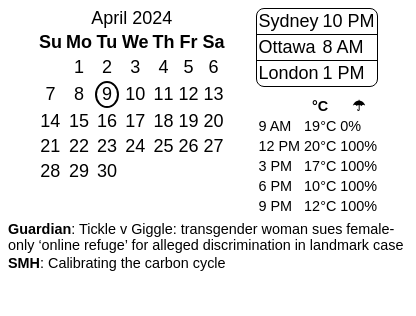 April 2024
Su Mo Tu We Th Fr Sa
1 2 3 4 5 6
7 8 9 10 11 12 13
14 15 16 17 18 19 20
21 22 23 24 25 26 27
28 29 30
Sydney 10 PM
Ottawa 8 AM
London 1 PM
°C ☂
9 AM 19°C 0%
12 PM 20°C 100%
3 PM 17°C 100%
6 PM 10°C 100%
9 PM 12°C 100%
Guardian: Tickle v Giggle: transgender woman sues female-
only ‘online refuge’ for alleged discrimination in landmark case
SMH: Calibrating the carbon cycle